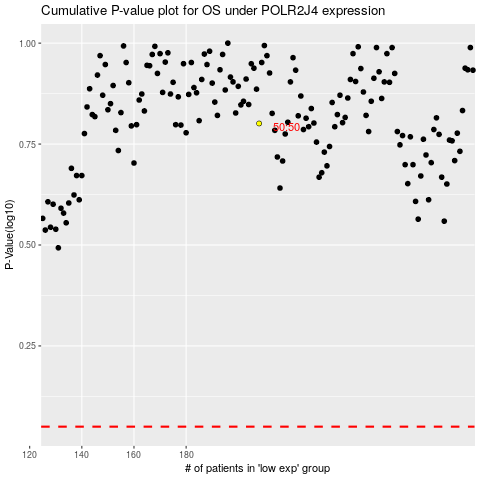 Cumulative P-value plot for OS under POLR2J4 expression
P-Value(log10)
1.00
0.75
0.50
0.25
50:50
120 140 160 180
# of patients in 'low exp' group